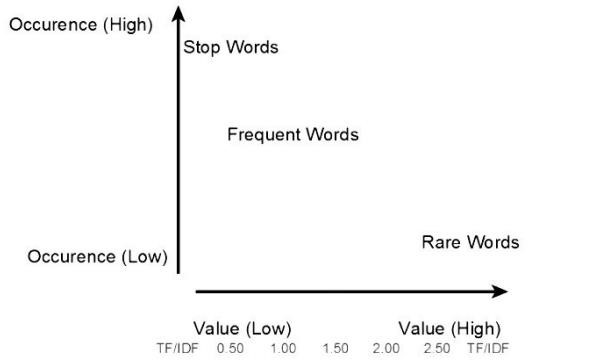 Occurence (High)
Stop Words
Frequent Words
Rare Words
Occurence (Low)
Value (Low) Value (High)
TF/IDF 0.50 1.00 1.50 2.00 2.50 TF/IDF